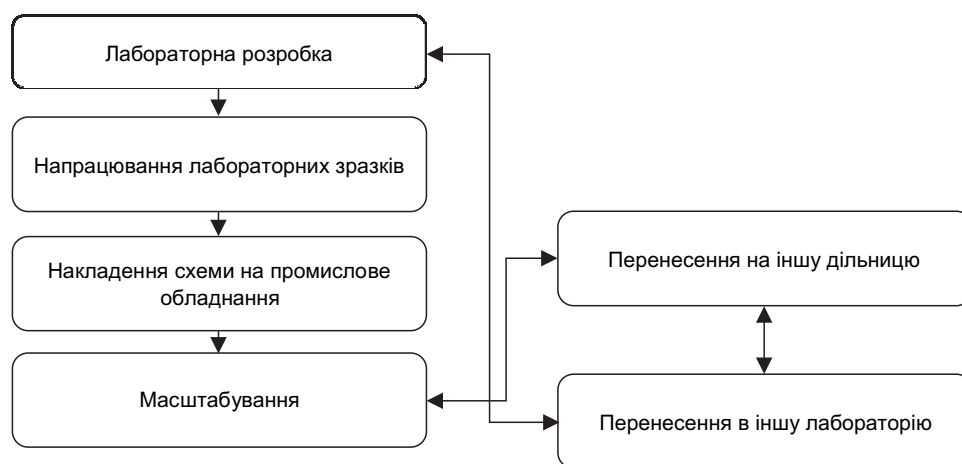 Лабораторна розробка
Напрацювання лабораторних зразків
Накладення схеми на промислове
обладнання
Масштабування
Перенесення на іншу дільницю
Перенесення в іншу лабораторію